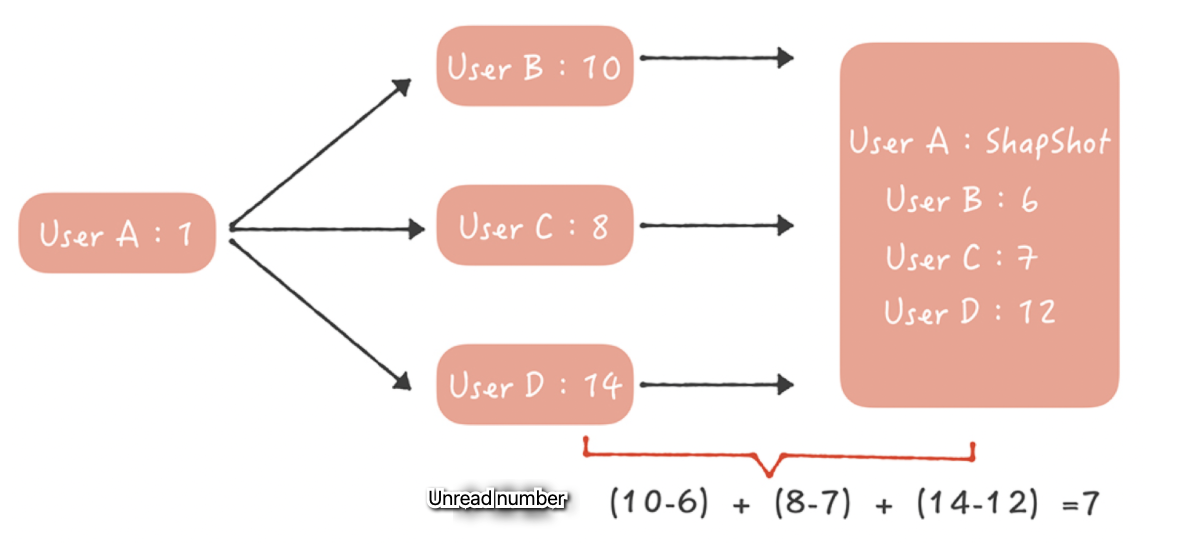 User B : 10
User A : ShapShot
User B : 6
User A : 1
User C : 8
User C : 7
User D : 12
User D : 14
Unread number (10-6) + (8-7) + (14-12) =7